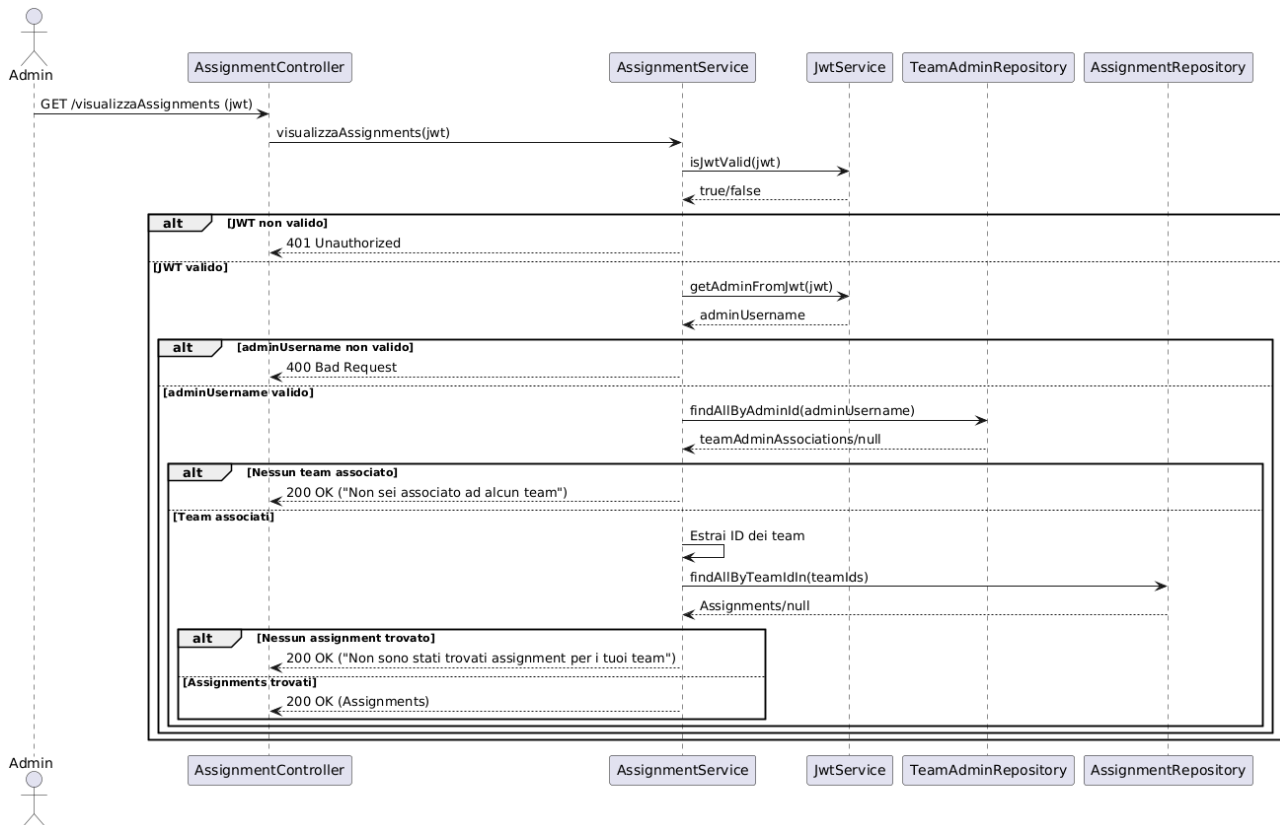 Admin
AssignmentController
AssignmentService
JwtService
TeamAdminRepository
AssignmentRepository
GET /visualizzaAssignments (jwt)
visualizzaAssignments(jwt)
isJwtValid(jwt)
true/false
alt [JWT non valido]
401 Unauthorized
[JWT valido]
getAdminFromJwt(jwt)
adminUsername
alt [adminUsername non valido]
400 Bad Request
[adminUsername valido]
findAllByAdminId(adminUsername)
teamAdminAssociations/null
alt [Nessun team associato]
200 OK ("Non sei associato ad alcun team")
[Team associati]
Estrai ID dei team
findAllByTeamIdIn(teamIds)
Assignments/null
alt [Nessun assignment trovato]
200 OK ("Non sono stati trovati assignment per i tuoi team")
[Assignments trovati]
200 OK (Assignments)
Admin
AssignmentController
AssignmentService
JwtService
TeamAdminRepository
AssignmentRepository